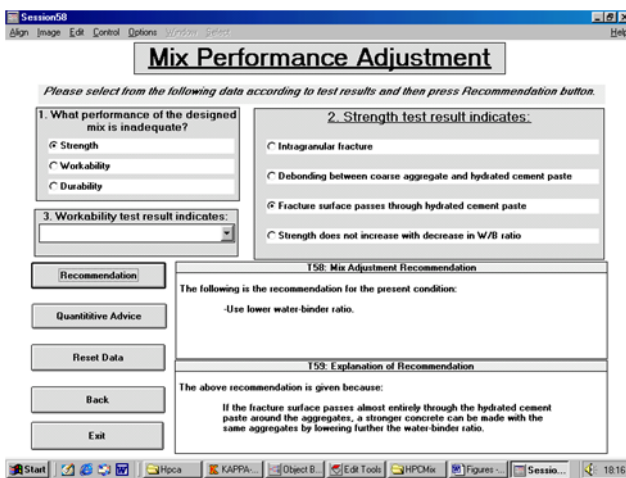 Session58
Align Image Edit Control Options Window Select Help
Mix Performance Adjustment
Please select from the following data according to test results and then press Recommendation button.
1. What performance of the designed
mix is inadequate?
Strength
Workability
Durability
2. Strength test result indicates:
Intragranular fracture
Debonding between coarse aggregate and hydrated cement paste
Fracture surface passes through hydrated cement paste
Strength does not increase with decrease in W/B ratio
3. Workability test result indicates:
Recommendation
Quantititive Advice
Reset Data
Back
Exit
T58: Mix Adjustment Recommendation
The following is the recommendation for the present condition:
-Use lower water-binder ratio.
T59: Explanation of Recommendation
The above recommendation is given because:
If the fracture surface passes almost entirely through the hydrated cement
paste around the aggregates, a stronger concrete can be made with the
same aggregates by lowering further the water-binder ratio.
Start Hpca KAPPA-... Object B... Edit Tools HPCMix Figures -... Sessio... 18:16